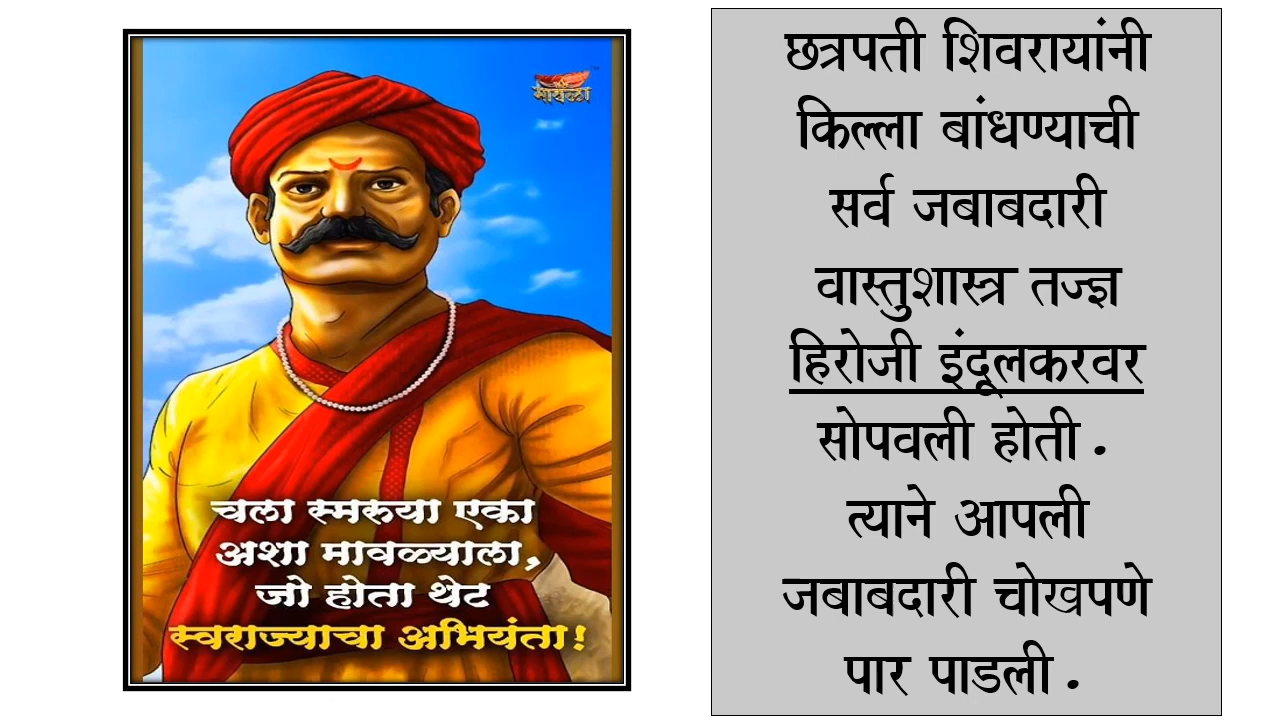 मावळा
चला स्मरुया एका
अशा मावळ्याला,
जो होता थेट
स्वराज्याचा अभियंता!
छत्रपती शिवरायांनी
किल्ला बांधण्याची
सर्व जबाबदारी
वास्तुशास्त्र तज्ज्ञ
हिरोजी इंदूलकरवर
सोपवली होती.
त्याने आपली
जबाबदारी चोखपणे
पार पाडली.